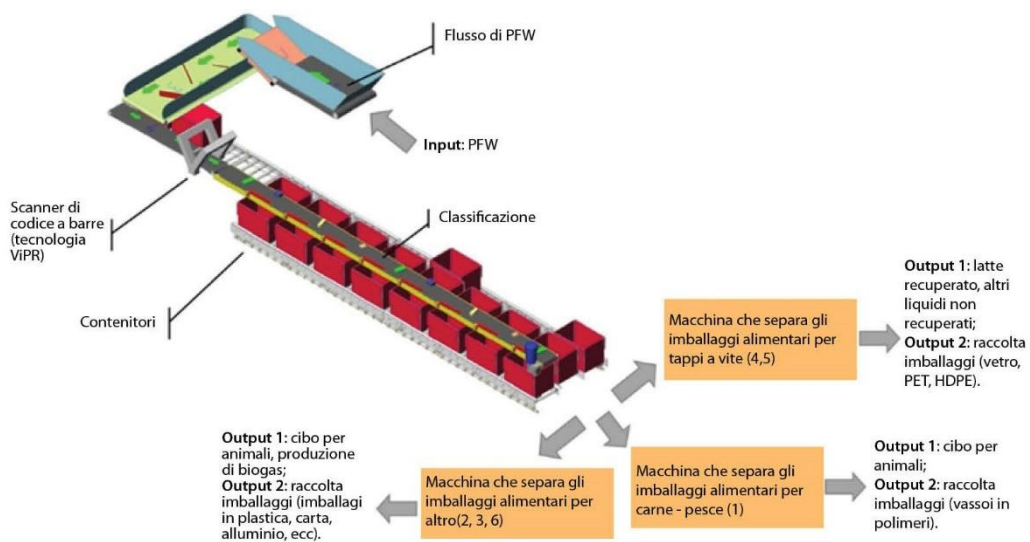 Flusso di PFW
Input: PFW
Scanner di
codice a barre
(tecnologia
ViPR)
Classificazione
Contenitori
Macchina che separa gli
imballaggi alimentari per
tappi a vite (4,5)
Output 1: latte
recuperato, altri
liquidi non
recuperati;
Output 2: raccolta
imballaggi (vetro,
PET, HDPE).
Output 1: cibo per
animali, produzione
di biogas;
Output 2: raccolta
imballaggi (imballagi
in plastica, carta,
alluminio, ecc).
Macchina che separa gli
imballaggi alimentari per
altro(2, 3, 6)
Macchina che separa gli
imballaggi alimentari per
carne - pesce (1)
Output 1: cibo per
animali;
Output 2: raccolta
imballaggi (vassoi in
polimeri).